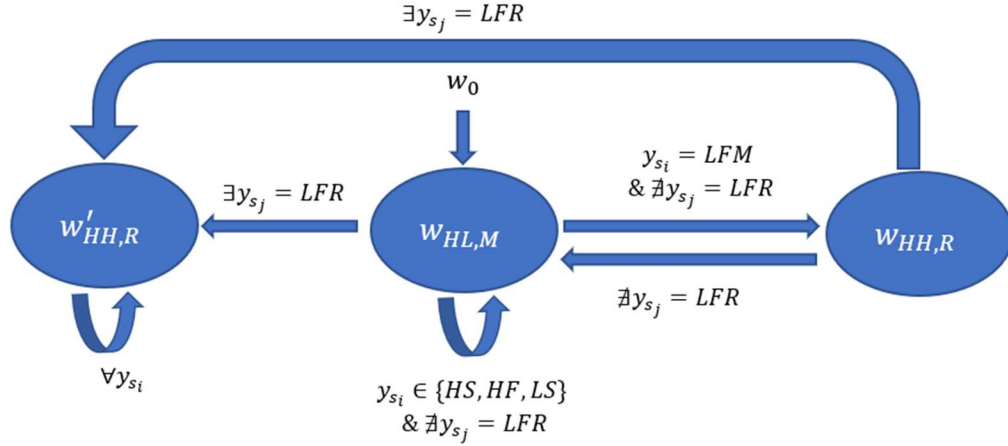 ∃y_{s_j} = LFR
w_0
y_{s_i} = LFM
& ∄y_{s_j} = LFR
∃y_{s_j} = LFR
w'_{HH,R}
w_{HL,M}
w_{HH,R}
∄y_{s_j} = LFR
∀y_{s_i}
y_{s_i} ∈ {HS, HF, LS}
& ∄y_{s_j} = LFR